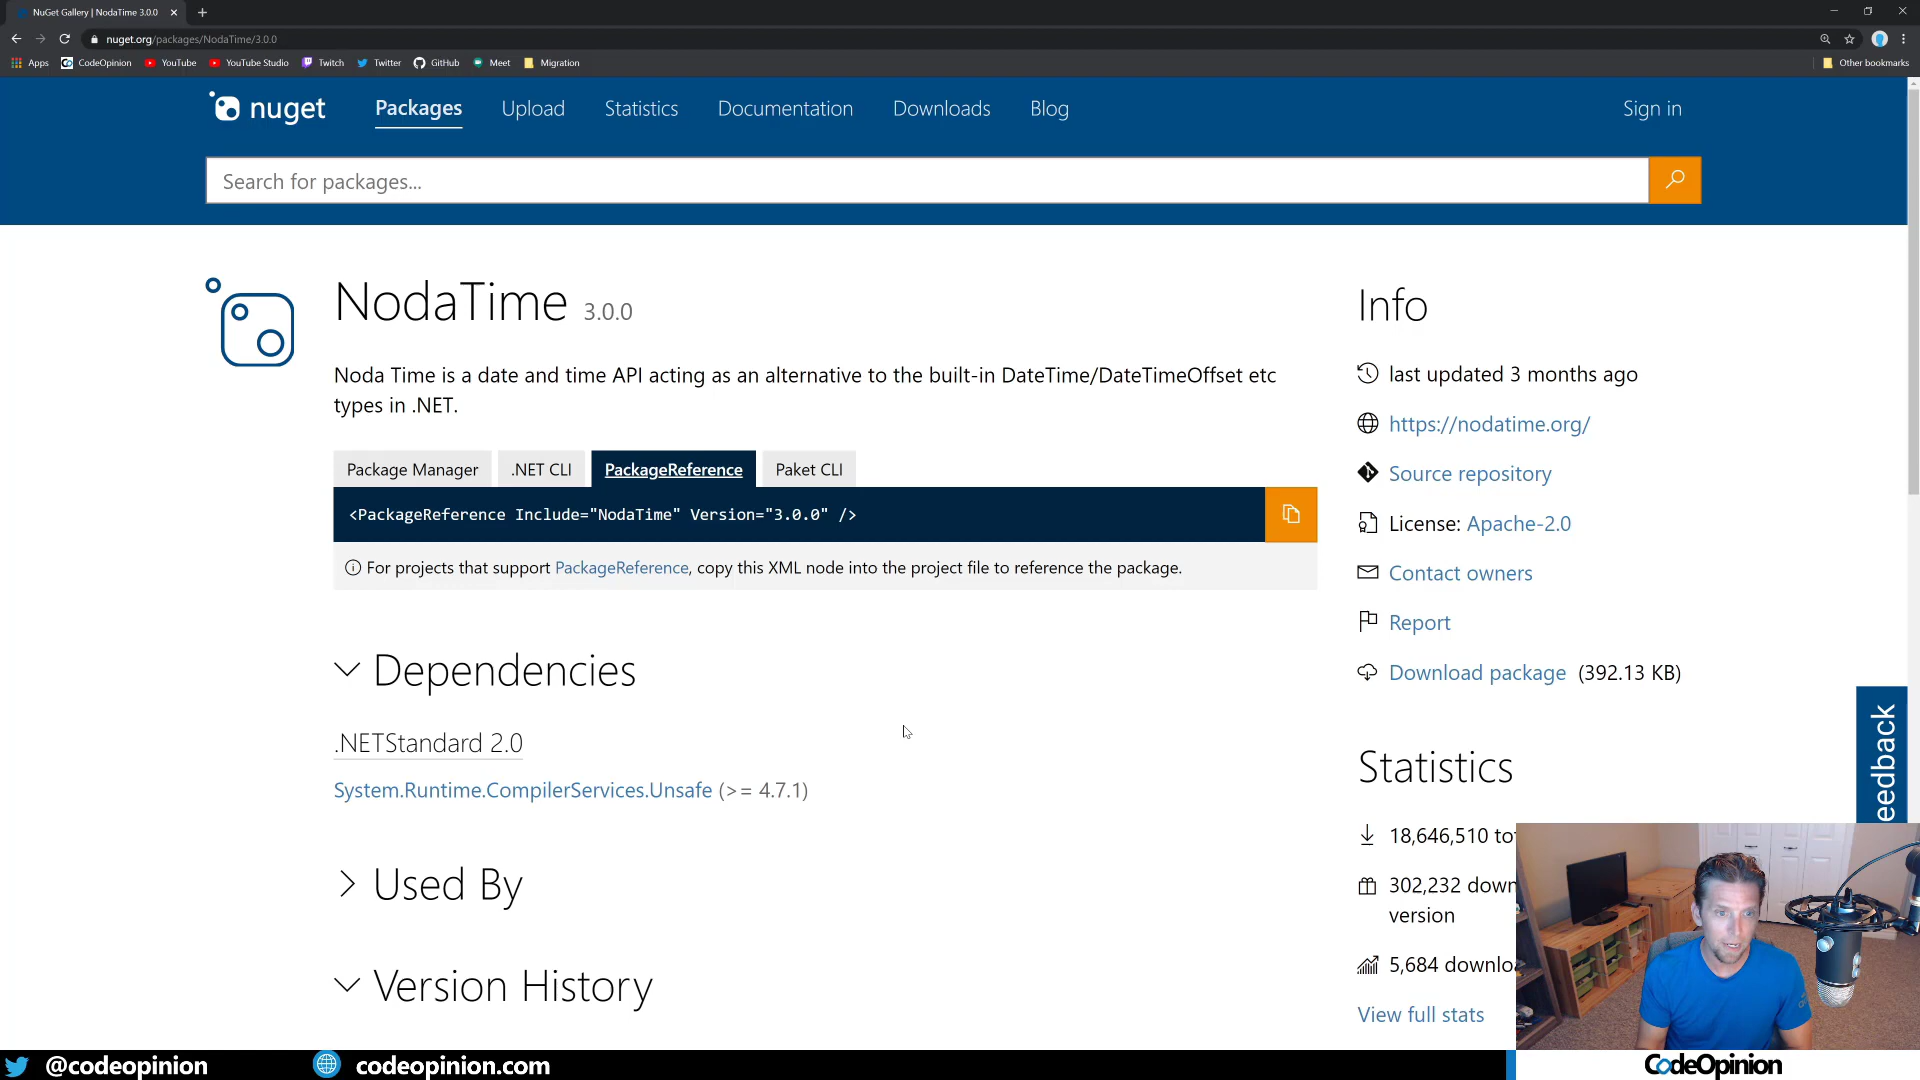 NuGet Gallery | NodaTime 3.0.0
nuget.org/packages/NodaTime/3.0.0
Apps CodeOpinion YouTube YouTube Studio Twitch Twitter GitHub Meet Migration Other bookmarks
nuget Packages Upload Statistics Documentation Downloads Blog Sign in
Search for packages...
NodaTime 3.0.0
Noda Time is a date and time API acting as an alternative to the built-in DateTime/DateTimeOffset etc
types in .NET.
Package Manager .NET CLI PackageReference Paket CLI
<PackageReference Include="NodaTime" Version="3.0.0" />
For projects that support PackageReference, copy this XML node into the project file to reference the package.
Dependencies
.NETStandard 2.0
System.Runtime.CompilerServices.Unsafe (>= 4.7.1)
Used By
Version History
Info
last updated 3 months ago
https://nodatime.org/
Source repository
License: Apache-2.0
Contact owners
Report
Download package (392.13 KB)
Statistics
18,646,510 to
302,232 down
version
5,684 downlo
View full stats
eedback
@codeopinion codeopinion.com
CodeOpinion